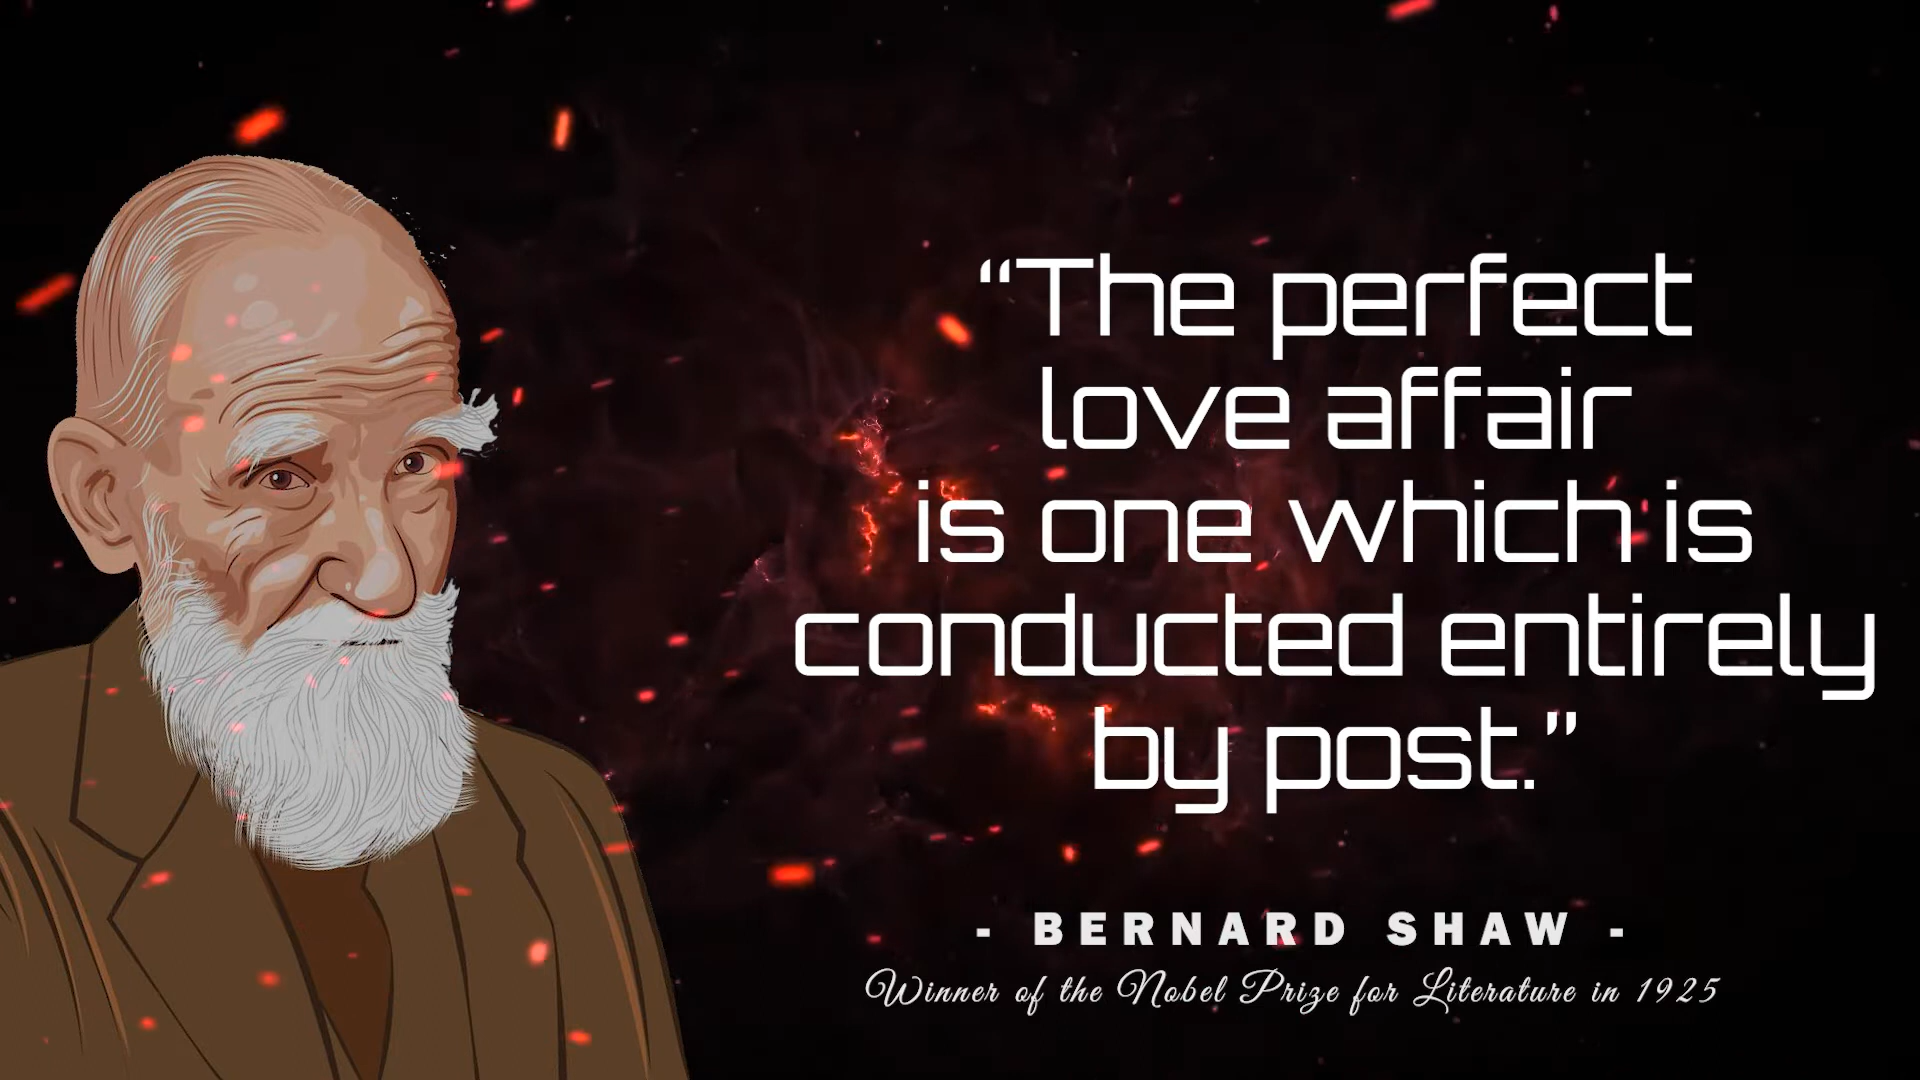 “The perfect
love affair
is one which is
conducted entirely
by post.”
- BERNARD SHAW -
Winner of the Nobel Prize for Literature in 1925